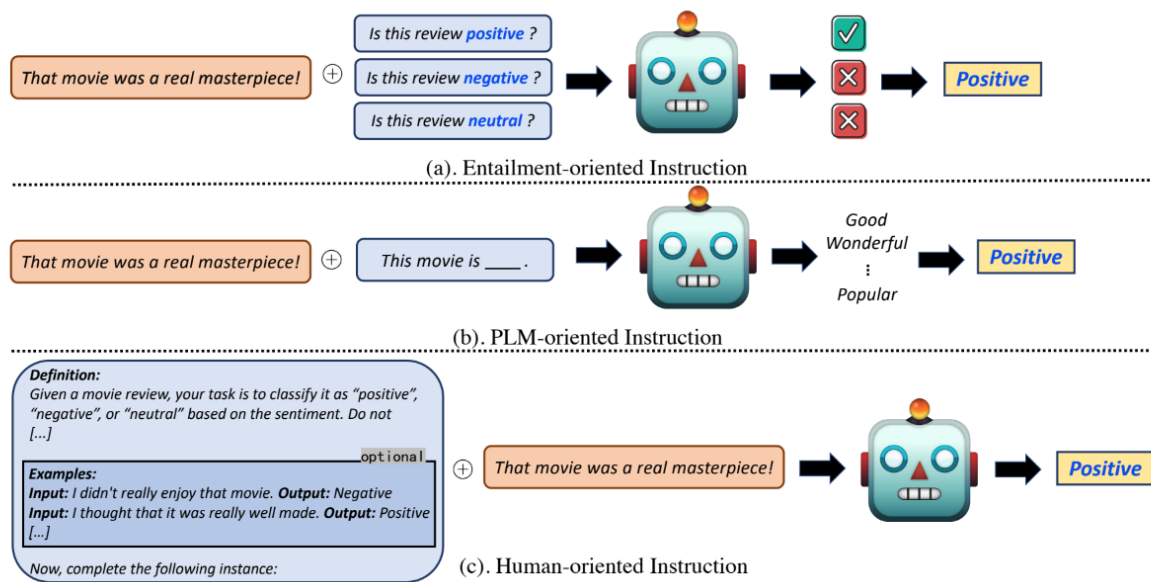 That movie was a real masterpiece!
Is this review positive ?
Is this review negative ?
Is this review neutral ?
Positive
(a). Entailment-oriented Instruction
That movie was a real masterpiece!
This movie is ____ .
Good
Wonderful
⋮
Popular
Positive
(b). PLM-oriented Instruction
Definition:
Given a movie review, your task is to classify it as “positive”,
“negative”, or “neutral” based on the sentiment. Do not
[...]
optional
Examples:
Input: I didn't really enjoy that movie. Output: Negative
Input: I thought that it was really well made. Output: Positive
[...]
Now, complete the following instance:
That movie was a real masterpiece!
Positive
(c). Human-oriented Instruction